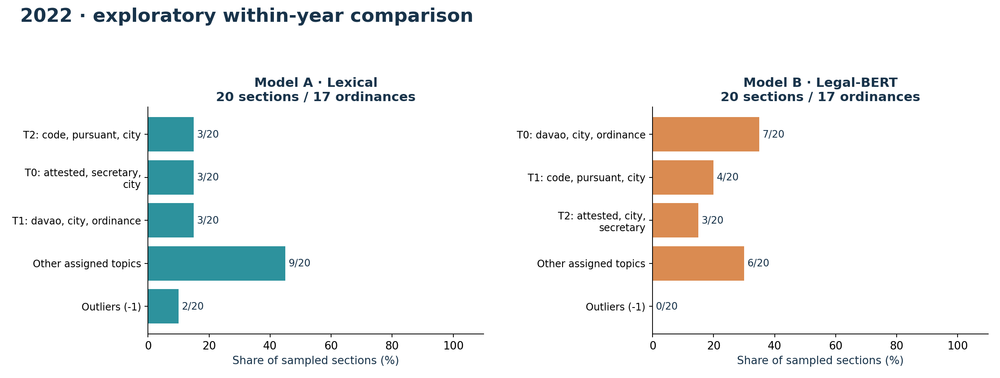 2022 · exploratory within-year comparison
Model A · Lexical
20 sections / 17 ordinances
T2: code, pursuant, city
3/20
T0: attested, secretary,
city
3/20
T1: davao, city, ordinance
3/20
Other assigned topics
9/20
Outliers (-1)
2/20
0 20 40 60 80 100
Share of sampled sections (%)
Model B · Legal-BERT
20 sections / 17 ordinances
T0: davao, city, ordinance
7/20
T1: code, pursuant, city
4/20
T2: attested, city,
secretary
3/20
Other assigned topics
6/20
Outliers (-1)
0/20
0 20 40 60 80 100
Share of sampled sections (%)